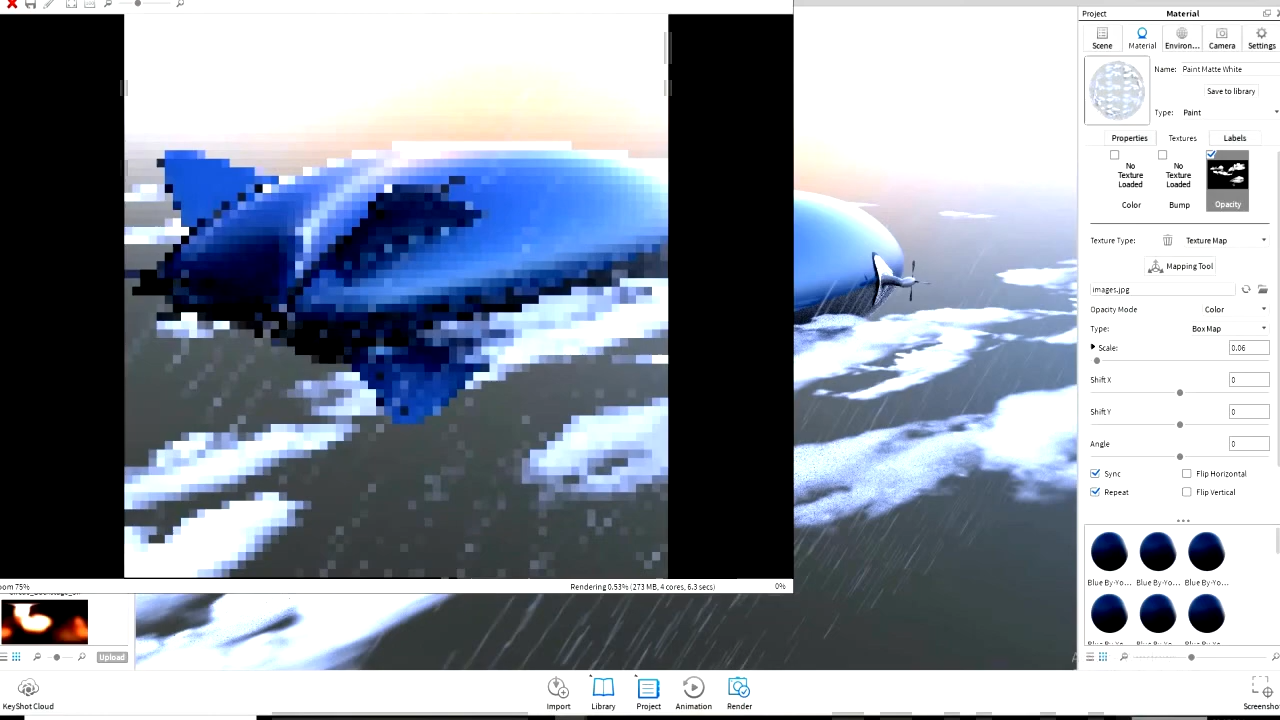 Project
Material
Scene
Material
Environ...
Camera
Settings
Name: Paint Matte White
Save to library
Type: Paint
Properties
Textures
Labels
No Texture Loaded
No Texture Loaded
Color
Bump
Opacity
Texture Type: Texture Map
Mapping Tool
images.jpg
Opacity Mode Color
Type: Box Map
Scale: 0.06
Shift X 0
Shift Y 0
Angle 0
Sync
Flip Horizontal
Repeat
Flip Vertical
Blue By-Yo... Blue By-Yo... Blue By-Yo...
oom 75%
Rendering 0.53% (273 MB, 4 cores, 6.3 secs)
0%
Upload
KeyShot Cloud
Import
Library
Project
Animation
Render
Screensho